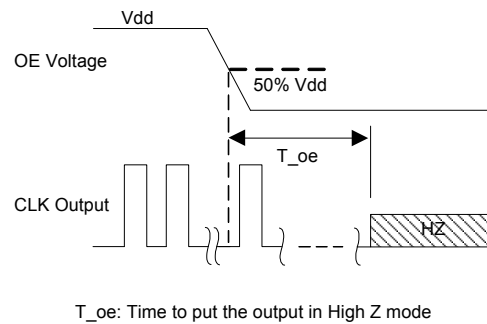 Vdd
OE Voltage
50% Vdd
T_oe
CLK Output
HZ
T_oe: Time to put the output in High Z mode